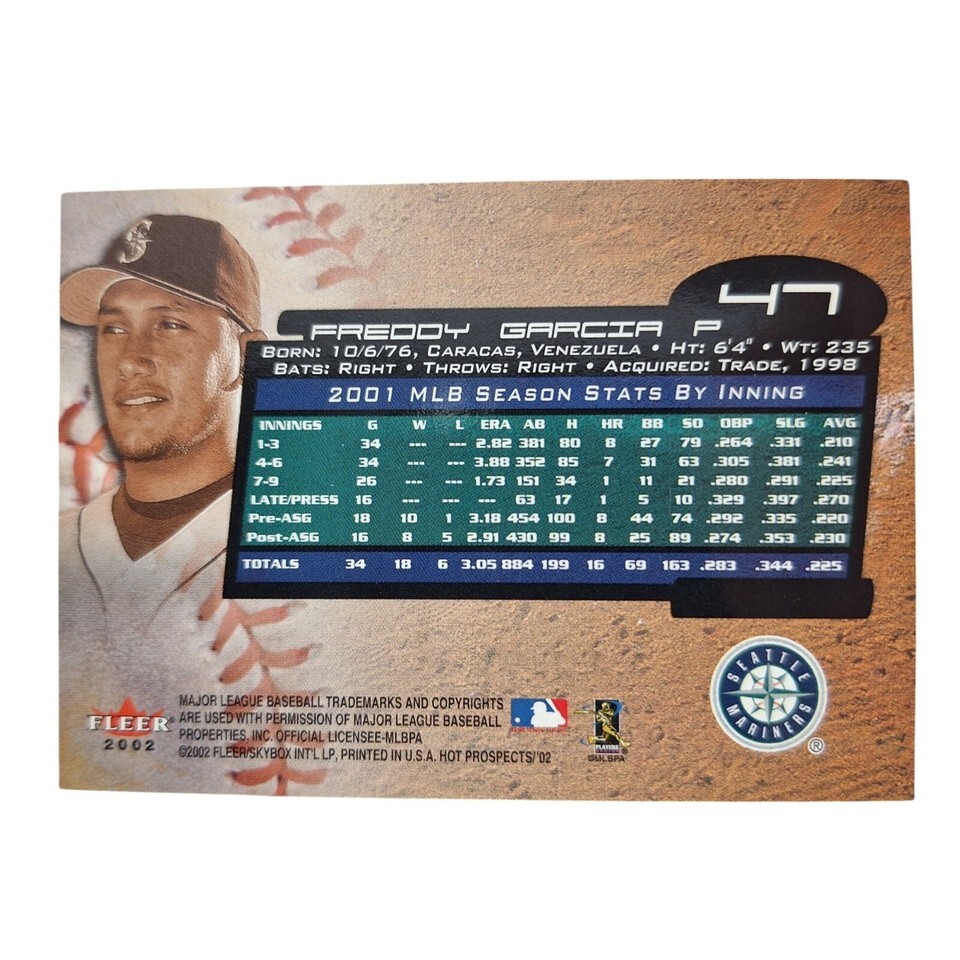 S
47
FREDDY GARCIA P
BORN: 10/6/76, CARACAS, VENEZUELA • HT: 6'4" • WT: 235
BATS: RIGHT • THROWS: RIGHT • ACQUIRED: TRADE, 1998
2001 MLB SEASON STATS BY INNING
INNINGS G W L ERA AB H HR BB SO OBP SLG AVG
1-3 34 --- --- 2.82 381 80 8 27 79 .264 .331 .210
4-6 34 --- --- 3.88 352 85 7 31 63 .305 .381 .241
7-9 26 --- --- 1.73 151 34 1 11 21 .280 .291 .225
LATE/PRESS 16 --- --- --- 63 17 1 5 10 .329 .397 .270
Pre-ASG 18 10 1 3.18 454 100 8 44 74 .292 .335 .220
Post-ASG 16 8 5 2.91 430 99 8 25 89 .274 .353 .230
TOTALS 34 18 6 3.05 884 199 16 69 163 .283 .344 .225
SEATTLE
MARINERS
®
FLEER®
2002
MAJOR LEAGUE BASEBALL TRADEMARKS AND COPYRIGHTS
ARE USED WITH PERMISSION OF MAJOR LEAGUE BASEBALL
PROPERTIES, INC. OFFICIAL LICENSEE-MLBPA
©2002 FLEER/SKYBOX INT'L LP, PRINTED IN U.S.A. HOT PROSPECTS/'02
PLAYERS
©MLBPA